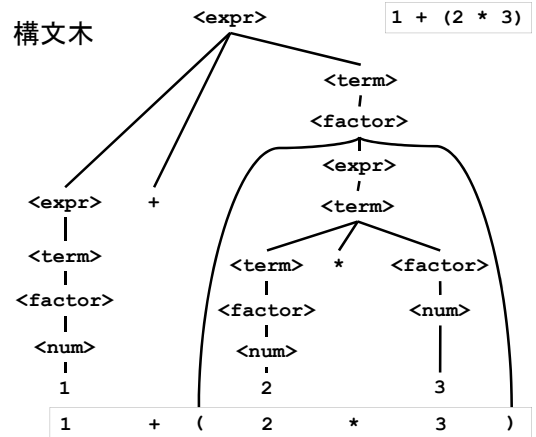 構文木
<expr>
1 + (2 * 3)
<term>
<factor>
<expr>
<expr> + <term>
<term> <term> * <factor>
<factor> <factor> <num>
<num> <num>
1 2 3
1 + ( 2 * 3 )